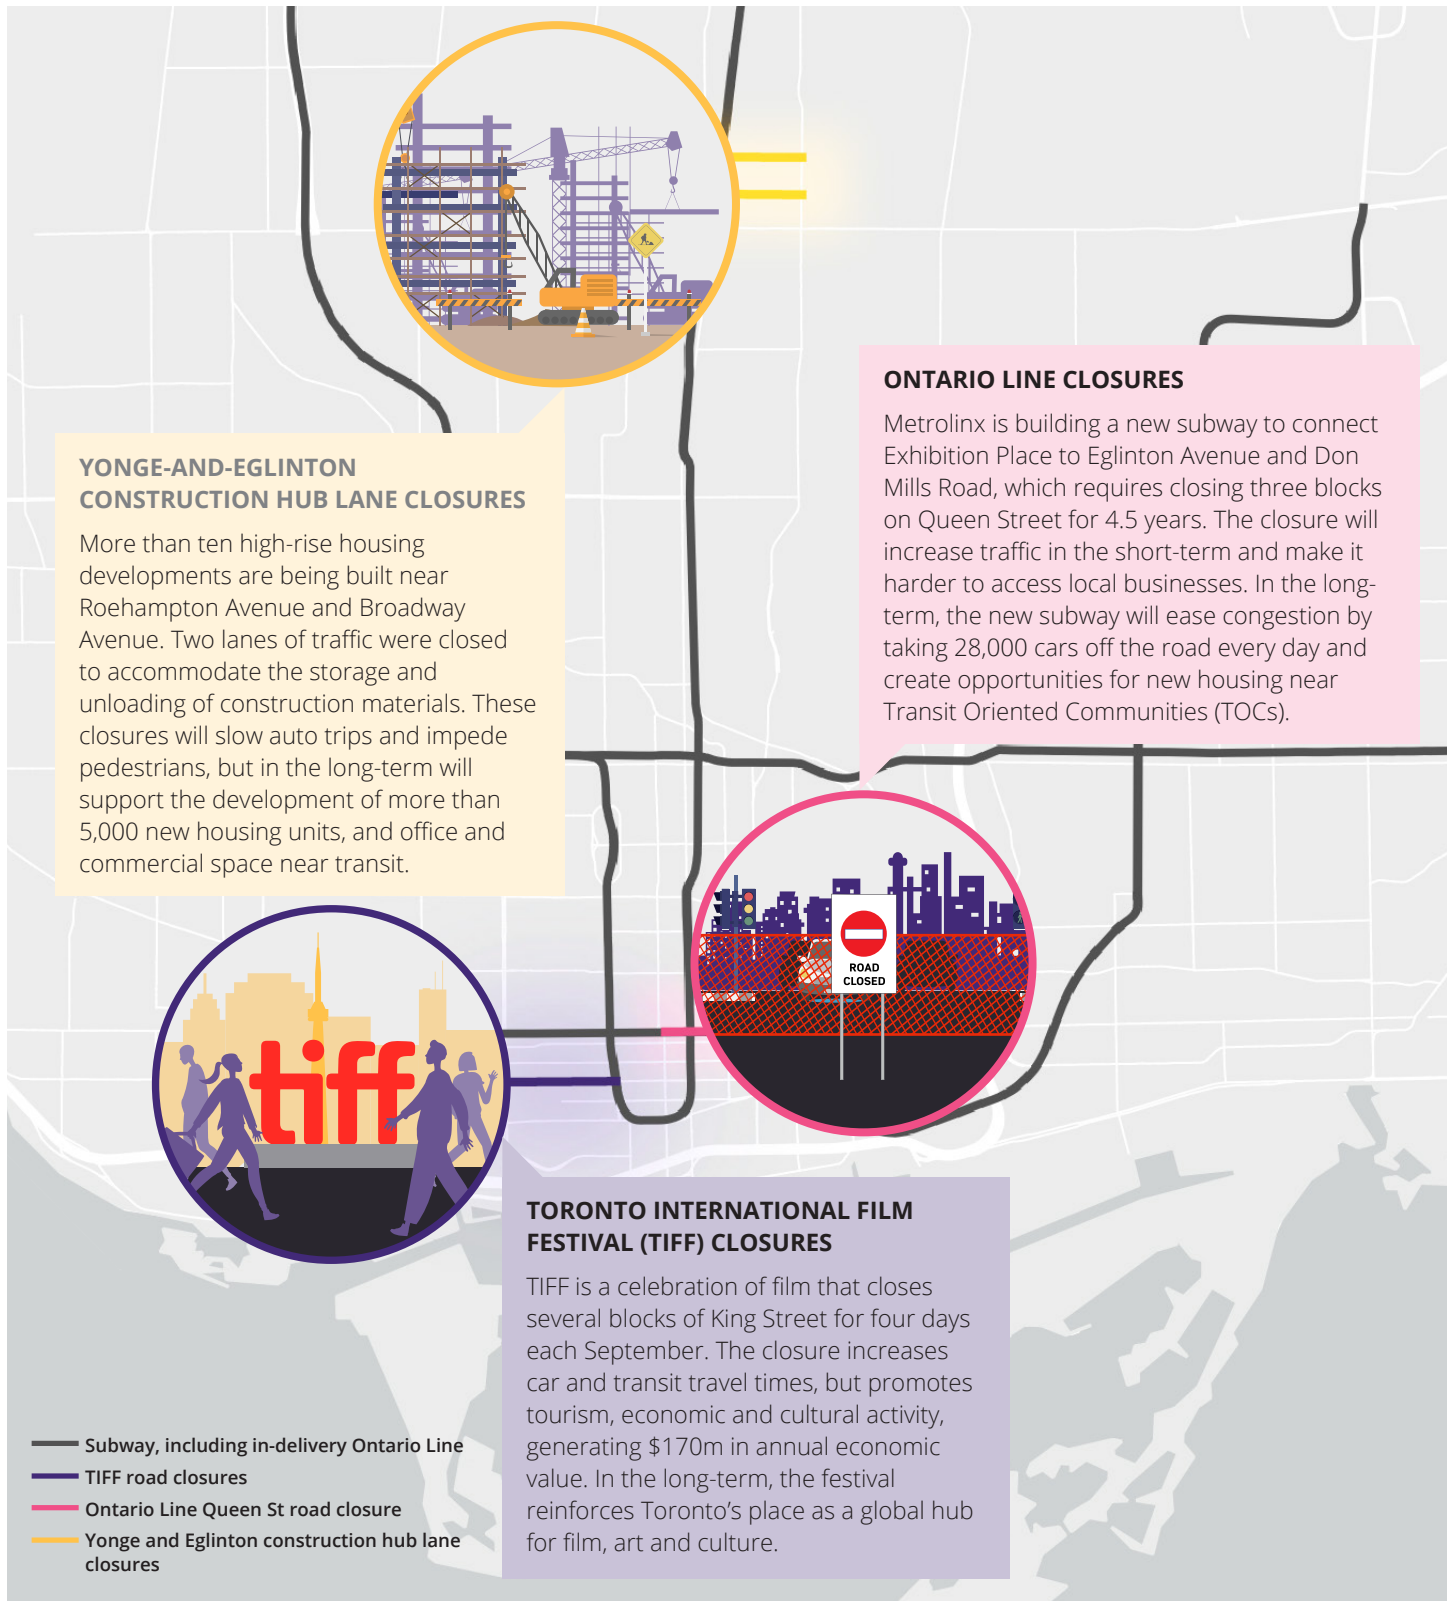 YONGE-AND-EGLINTON
CONSTRUCTION HUB LANE CLOSURES
More than ten high-rise housing
developments are being built near
Roehampton Avenue and Broadway
Avenue. Two lanes of traffic were closed
to accommodate the storage and
unloading of construction materials. These
closures will slow auto trips and impede
pedestrians, but in the long-term will
support the development of more than
5,000 new housing units, and office and
commercial space near transit.
ONTARIO LINE CLOSURES
Metrolinx is building a new subway to connect
Exhibition Place to Eglinton Avenue and Don
Mills Road, which requires closing three blocks
on Queen Street for 4.5 years. The closure will
increase traffic in the short-term and make it
harder to access local businesses. In the long-
term, the new subway will ease congestion by
taking 28,000 cars off the road every day and
create opportunities for new housing near
Transit Oriented Communities (TOCs).
ROAD
CLOSED
tiff
TORONTO INTERNATIONAL FILM
FESTIVAL (TIFF) CLOSURES
TIFF is a celebration of film that closes
several blocks of King Street for four days
each September. The closure increases
car and transit travel times, but promotes
tourism, economic and cultural activity,
generating $170m in annual economic
value. In the long-term, the festival
reinforces Toronto’s place as a global hub
for film, art and culture.
Subway, including in-delivery Ontario Line
TIFF road closures
Ontario Line Queen St road closure
Yonge and Eglinton construction hub lane
closures